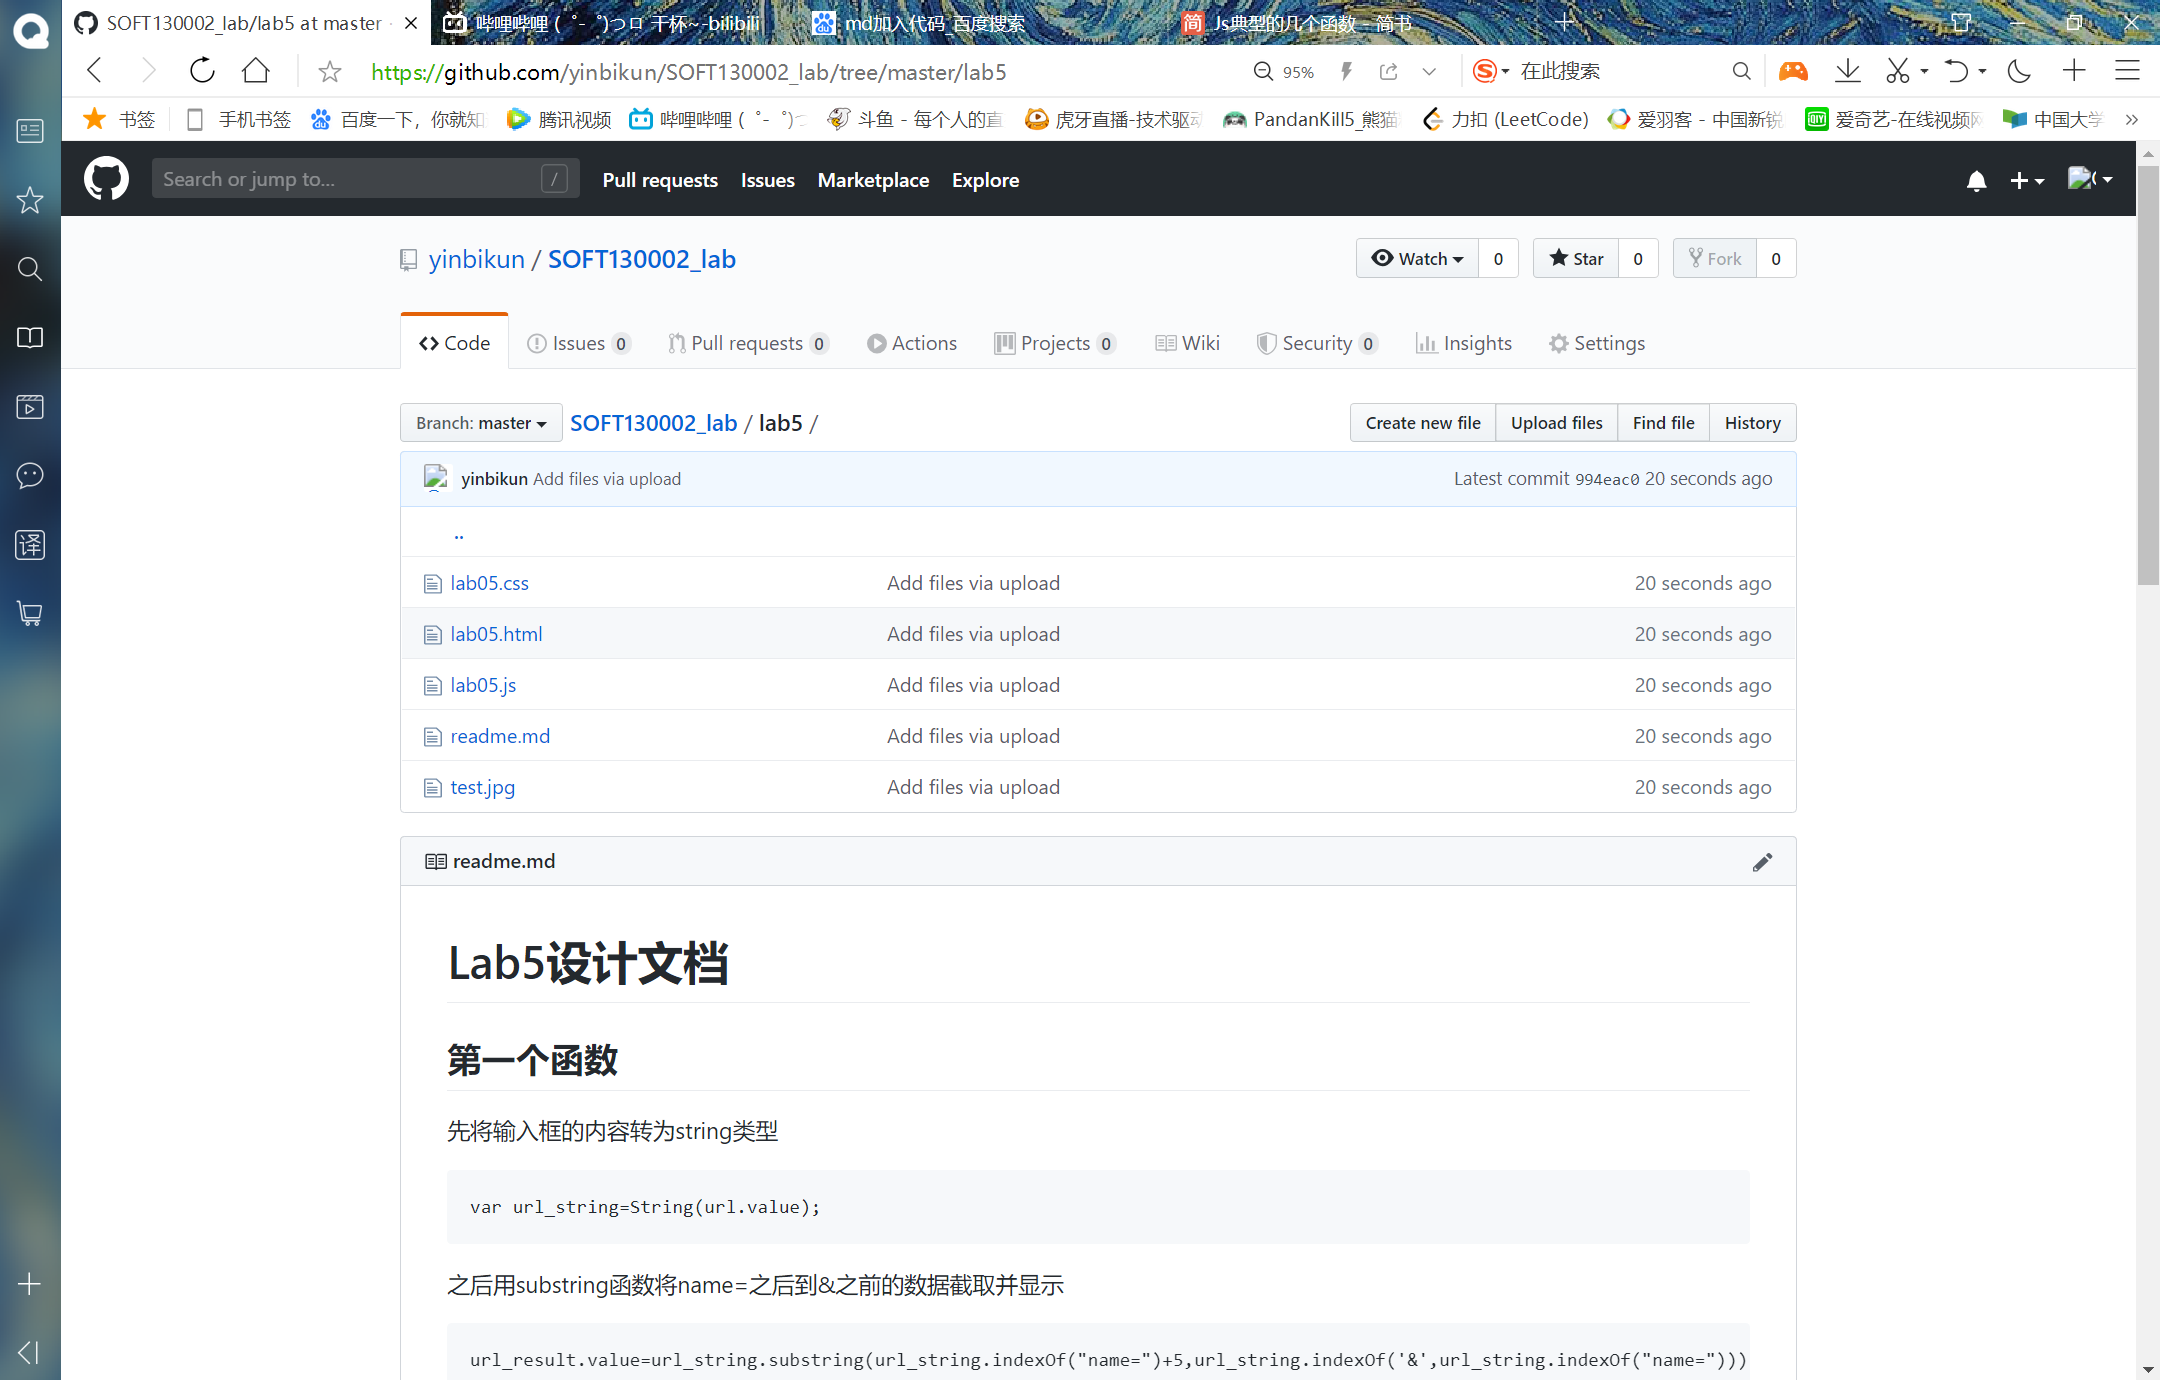 SOFT130002_lab/lab5 at master
哔哩哔哩 (゜-゜)つロ 干杯~-bilibili
md加入代码_百度搜索
简 Js典型的几个函数 - 简书
https://github.com/yinbikun/SOFT130002_lab/tree/master/lab5
95%
在此搜索
书签
手机书签
百度一下，你就知
腾讯视频
哔哩哔哩 (゜-゜)つ
斗鱼 - 每个人的直
虎牙直播-技术驱动
PandanKill5_熊猫
力扣 (LeetCode)
爱羽客 - 中国新锐
爱奇艺-在线视频网
中国大学
Search or jump to...
/
Pull requests
Issues
Marketplace
Explore
yinbikun / SOFT130002_lab
Watch 0
Star 0
Fork 0
Code
Issues 0
Pull requests 0
Actions
Projects 0
Wiki
Security 0
Insights
Settings
Branch: master
SOFT130002_lab / lab5 /
Create new file
Upload files
Find file
History
yinbikun Add files via upload
Latest commit 994eac0 20 seconds ago
..
lab05.css Add files via upload 20 seconds ago
lab05.html Add files via upload 20 seconds ago
lab05.js Add files via upload 20 seconds ago
readme.md Add files via upload 20 seconds ago
test.jpg Add files via upload 20 seconds ago
readme.md
Lab5设计文档
第一个函数
先将输入框的内容转为string类型
var url_string=String(url.value);
之后用substring函数将name=之后到&之前的数据截取并显示
url_result.value=url_string.substring(url_string.indexOf("name=")+5,url_string.indexOf('&',url_string.indexOf("name=")))
译